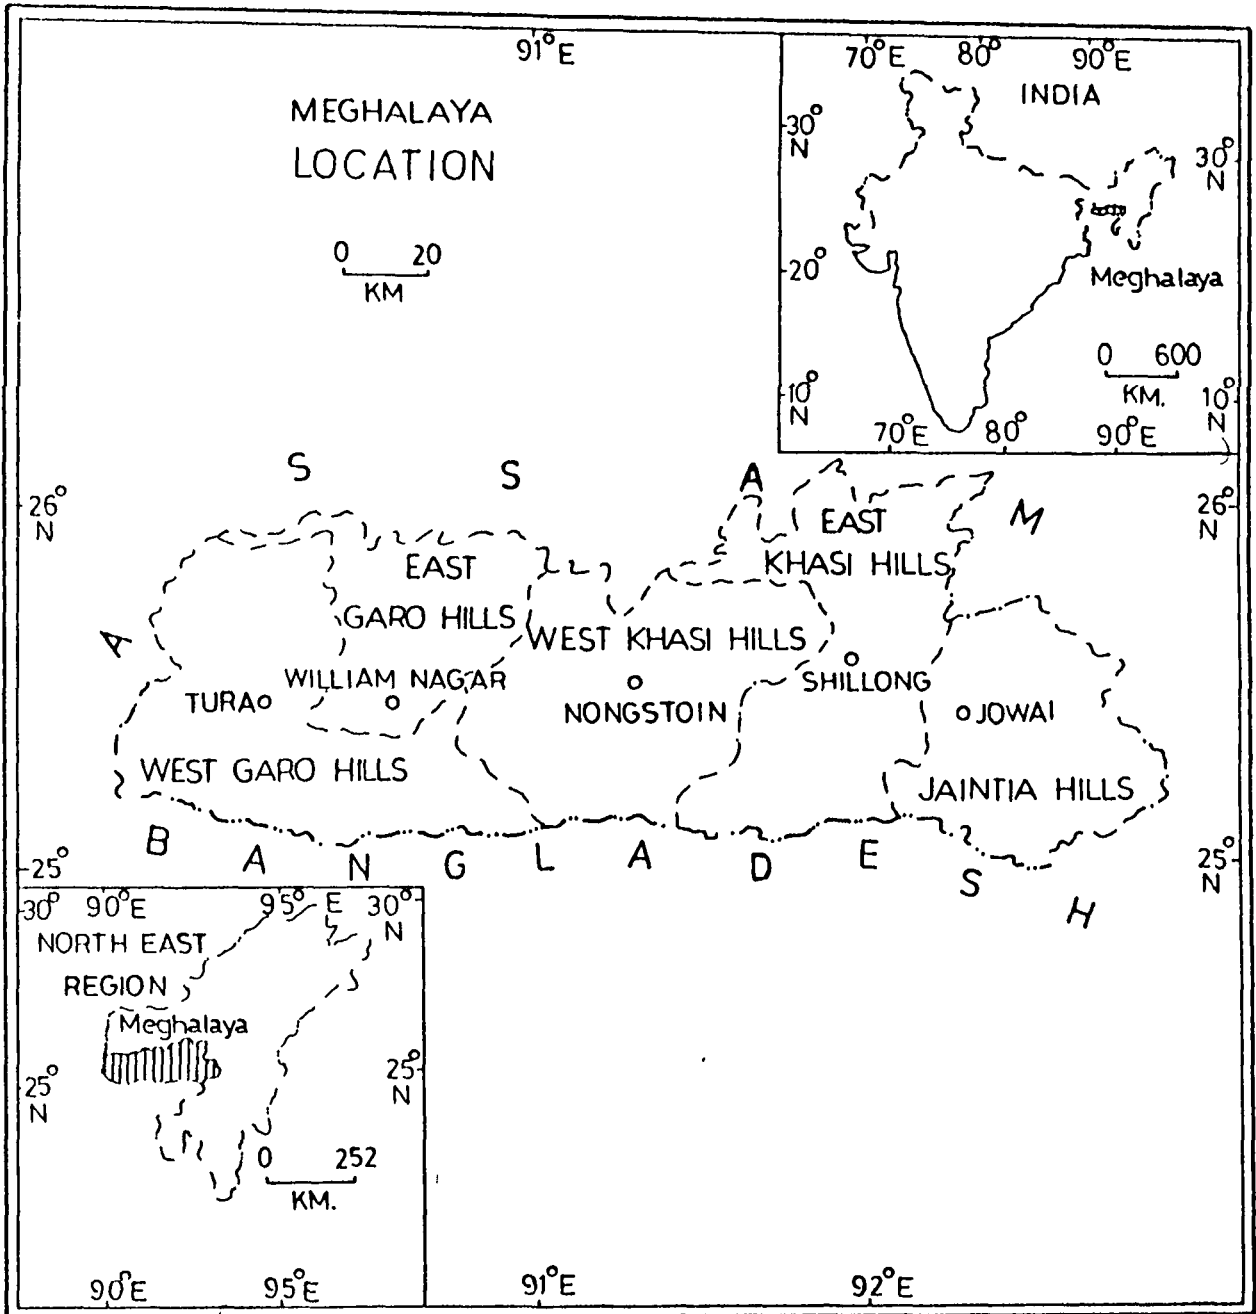 91°E
MEGHALAYA
LOCATION
0 20
KM
70°E 80° 90°E
INDIA
30°
N
30°
N
20°
Meghalaya
0 600
KM.
10°
N
10°
N
70°E 80° 90°E
26°
N
A S S A M
26°
N
EAST
GARO HILLS
WEST KHASI HILLS
EAST
KHASI HILLS
WILLIAM NAGAR
TURA
NONGSTOIN
SHILLONG
JOWAI
WEST GARO HILLS
JAINTIA HILLS
BANGLADESH
25°
25°
N
30° 90°E 95° E 30°
N
NORTH EAST
REGION
Meghalaya
25°
N
25°
N
0 252
KM.
90°E 95°E
91°E 92°E